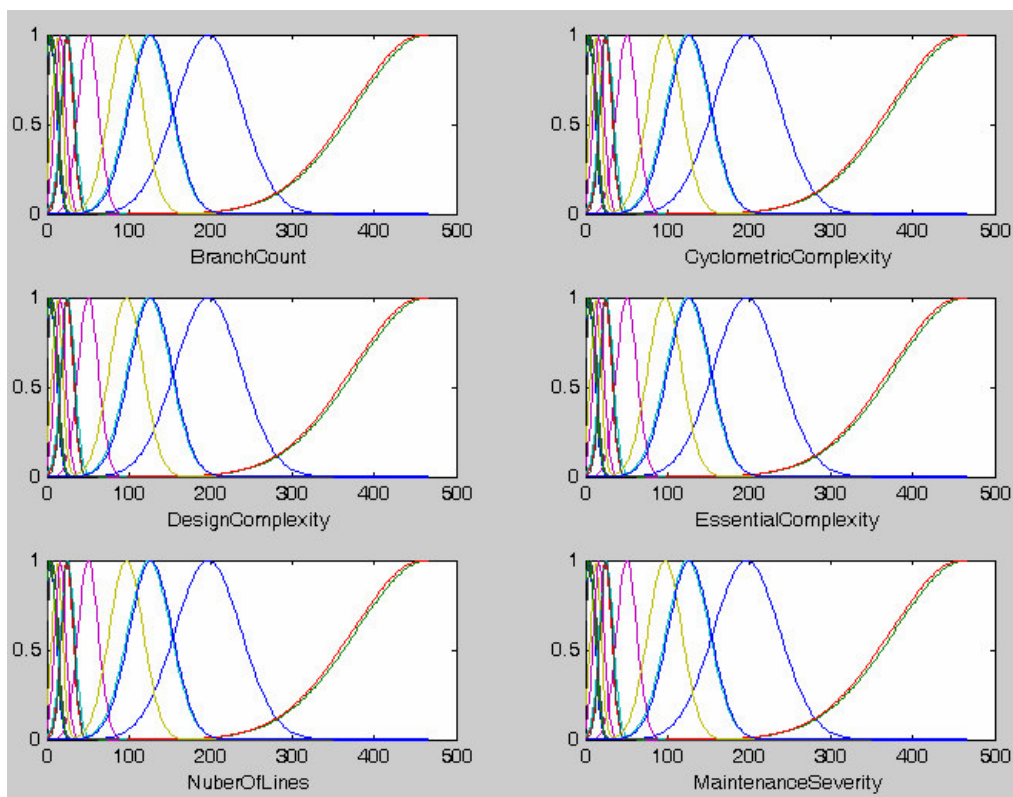 1
0.5
0
0 100 200 300 400 500
BranchCount
0 100 200 300 400 500
CyclometricComplexity
1
0.5
0
0 100 200 300 400 500
DesignComplexity
0 100 200 300 400 500
EssentialComplexity
1
0.5
0
0 100 200 300 400 500
NuberOfLines
1
0.5
0
0 100 200 300 400 500
MaintenanceSeverity
1
0.5
0
1
0.5
0